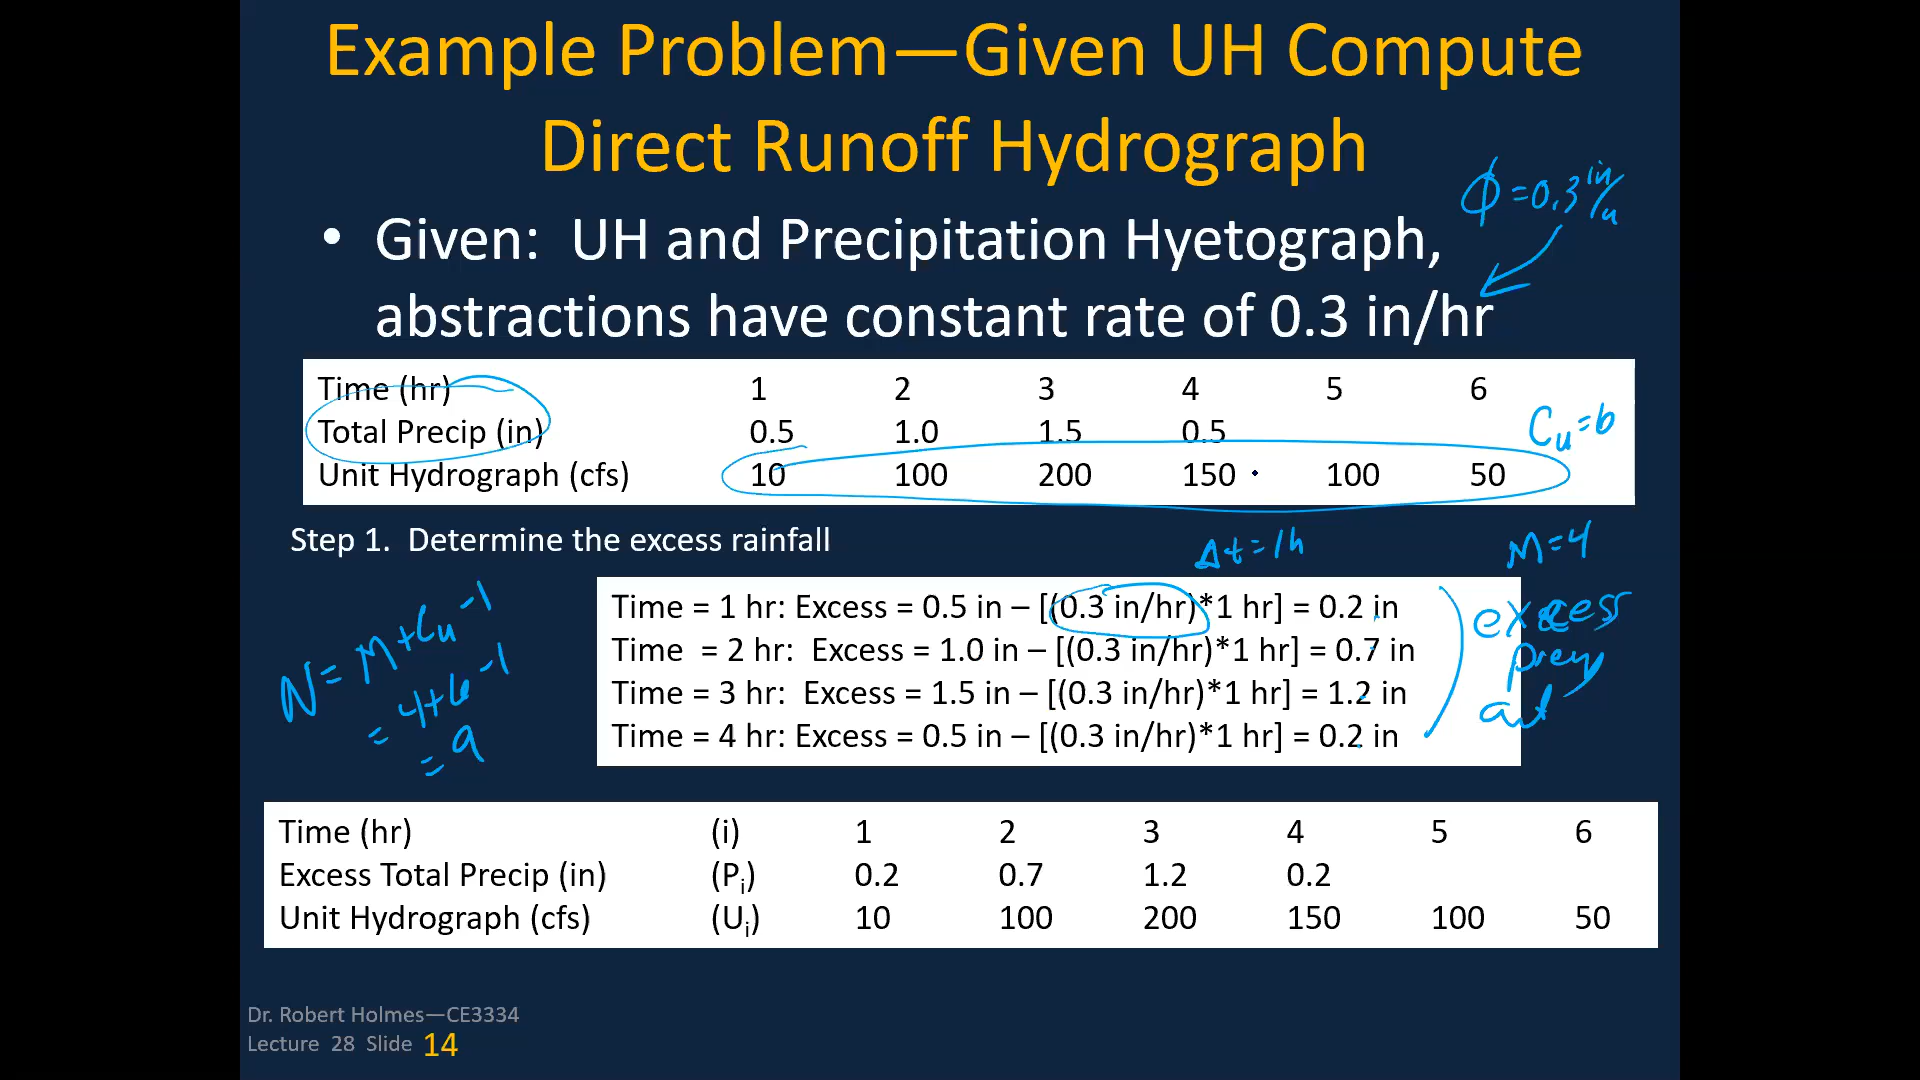 Example Problem—Given UH Compute
Direct Runoff Hydrograph
ϕ = 0.3 in/h
• Given: UH and Precipitation Hyetograph,
abstractions have constant rate of 0.3 in/hr
Time (hr) 1 2 3 4 5 6
Total Precip (in) 0.5 1.0 1.5 0.5
Cu = 6
Unit Hydrograph (cfs) 10 100 200 150 100 50
Step 1. Determine the excess rainfall
Δt = 1h
M = 4
Time = 1 hr: Excess = 0.5 in – [(0.3 in/hr)*1 hr] = 0.2 in
Time = 2 hr: Excess = 1.0 in – [(0.3 in/hr)*1 hr] = 0.7 in
Time = 3 hr: Excess = 1.5 in – [(0.3 in/hr)*1 hr] = 1.2 in
Time = 4 hr: Excess = 0.5 in – [(0.3 in/hr)*1 hr] = 0.2 in
excess
N = M + Cu - 1
= 4 + 6 - 1
= 9
Time (hr) (i) 1 2 3 4 5 6
Excess Total Precip (in) (Pi) 0.2 0.7 1.2 0.2
Unit Hydrograph (cfs) (Ui) 10 100 200 150 100 50
Dr. Robert Holmes—CE3334
Lecture 28 Slide 14